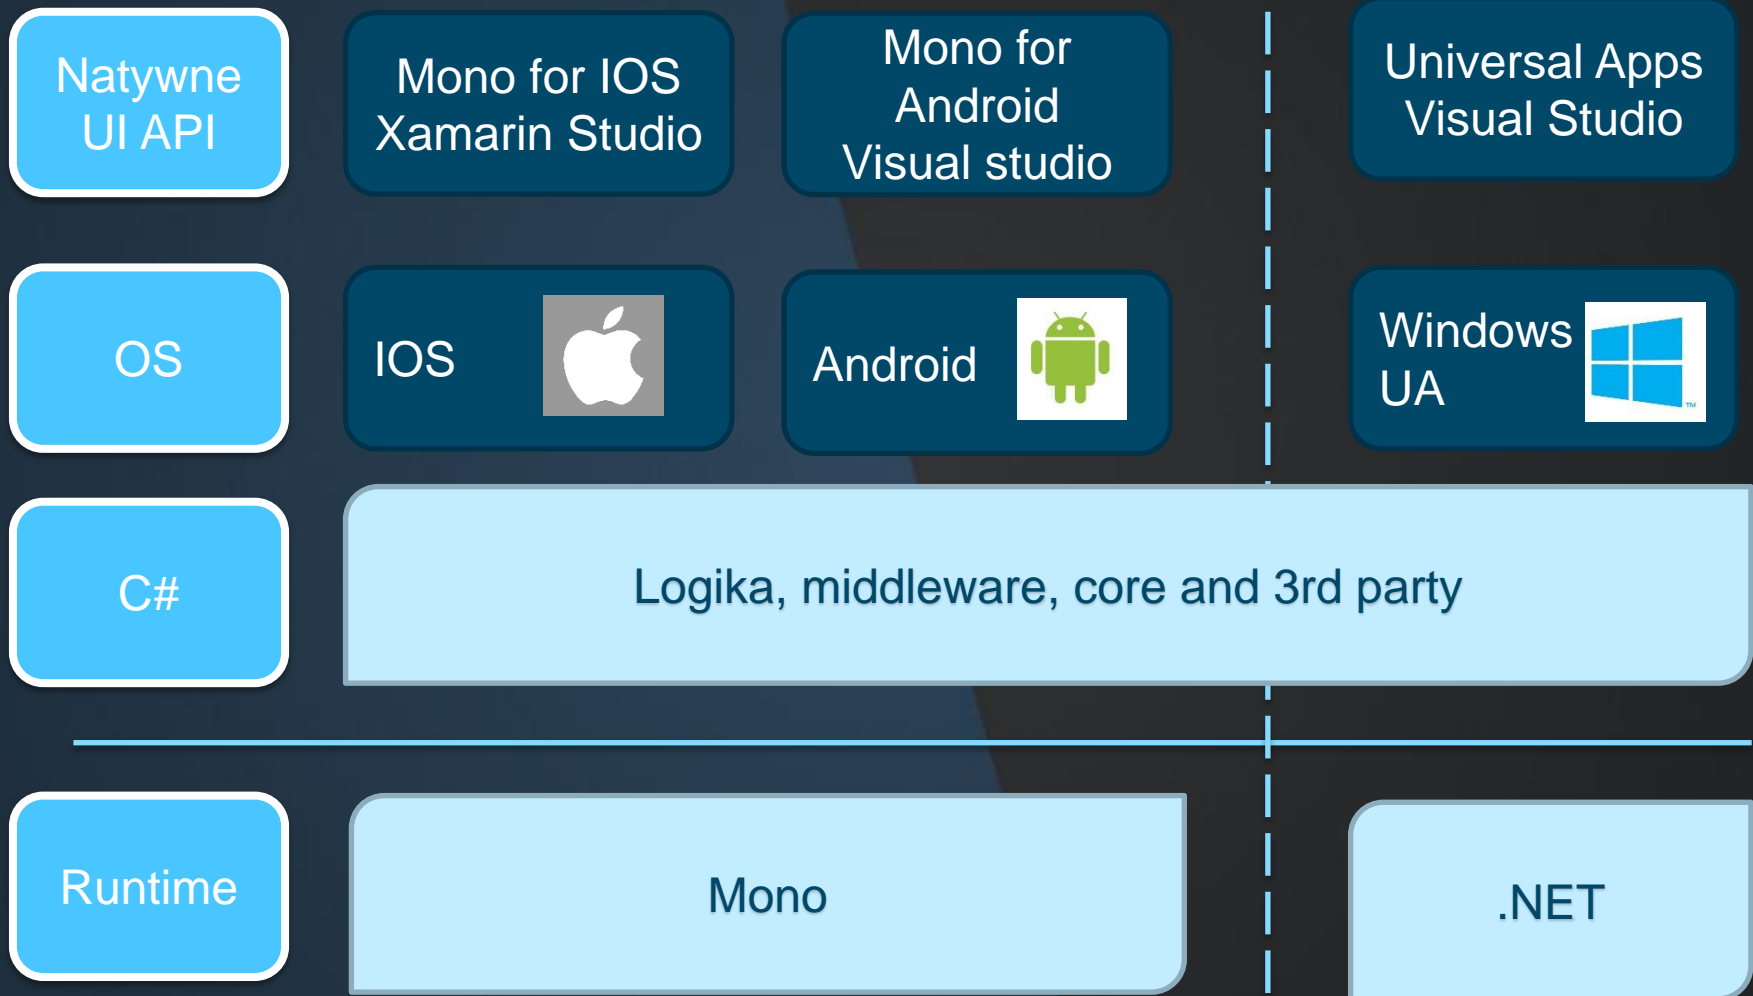 Natywne
UI API
Mono for IOS
Xamarin Studio
Mono for
Android
Visual studio
Universal Apps
Visual Studio
OS
IOS
Android
Windows
UA
TM
C#
Logika, middleware, core and 3rd party
Runtime
Mono
.NET